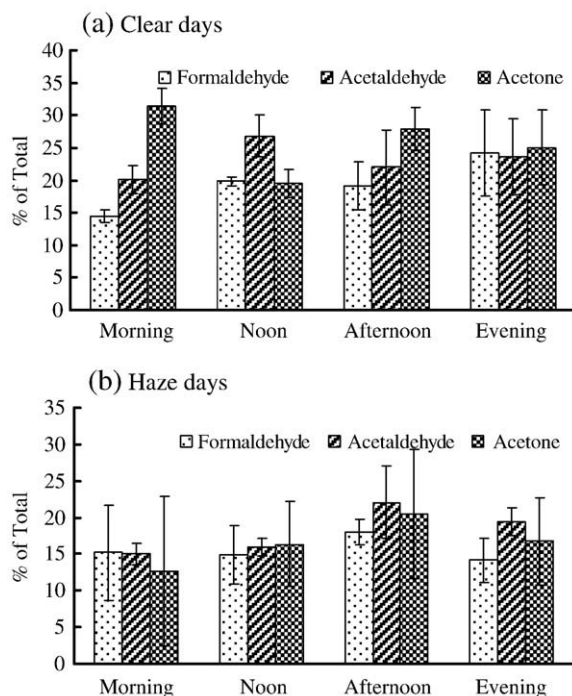 (a) Clear days
40
35
30
25
20
15
10
5
0
% of Total
Formaldehyde Acetaldehyde Acetone
Morning Noon Afternoon Evening
(b) Haze days
35
30
25
20
15
10
5
0
% of Total
Formaldehyde Acetaldehyde Acetone
Morning Noon Afternoon Evening